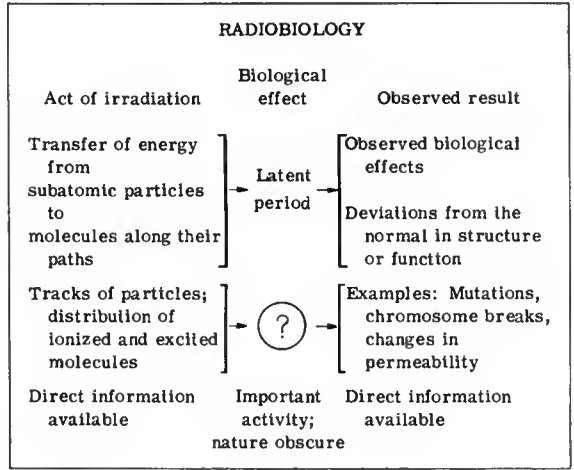 RADIOBIOLOGY
Act of irradiation
Biological
effect
Observed result
Transfer of energy
from
subatomic particles
to
molecules along their
paths
Latent
period
Observed biological
effects
Deviations from the
normal in structure
or function
Tracks of particles;
distribution of
ionized and excited
molecules
?
Examples: Mutations,
chromosome breaks,
changes in
permeability
Direct information
available
Important
activity;
nature obscure
Direct information
available